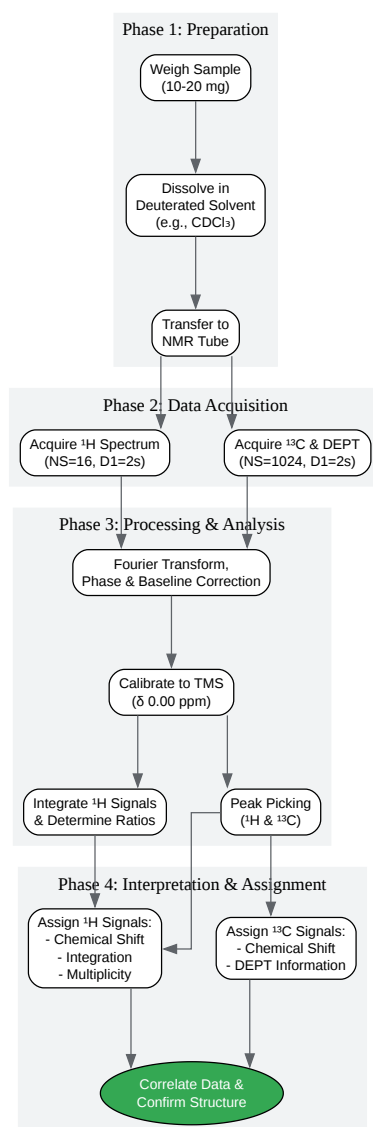 Phase 1: Preparation
Weigh Sample
(10-20 mg)
Dissolve in
Deuterated Solvent
(e.g., CDCl₃)
Transfer to
NMR Tube
Phase 2: Data Acquisition
Acquire ¹H Spectrum
(NS=16, D1=2s)
Acquire ¹³C & DEPT
(NS=1024, D1=2s)
Phase 3: Processing & Analysis
Fourier Transform,
Phase & Baseline Correction
Calibrate to TMS
(δ 0.00 ppm)
Integrate ¹H Signals
& Determine Ratios
Peak Picking
(¹H & ¹³C)
Phase 4: Interpretation & Assignment
Assign ¹H Signals:
- Chemical Shift
- Integration
- Multiplicity
Assign ¹³C Signals:
- Chemical Shift
- DEPT Information
Correlate Data &
Confirm Structure